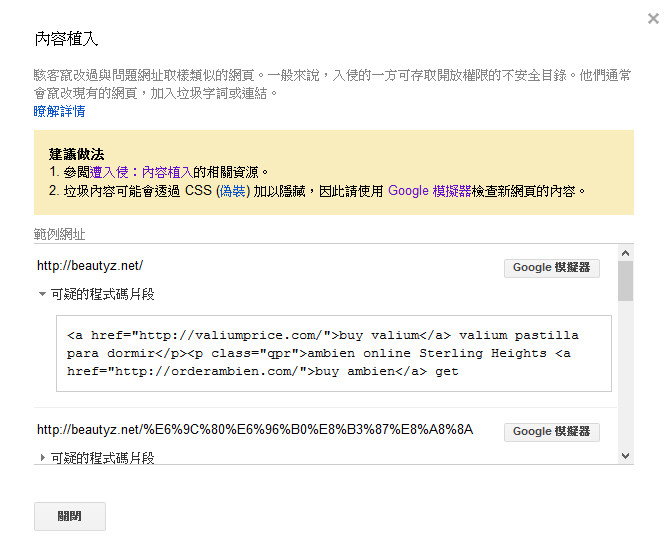 內容植入
駭客竄改過與問題網址取樣類似的網頁。一般來說，入侵的一方可存取開放權限的不安全目錄。他們通常
會竄改現有的網頁，加入垃圾字詞或連結。
瞭解詳情
建議做法
1. 參閱遭入侵：內容植入的相關資源。
2. 垃圾內容可能會透過 CSS (偽裝) 加以隱藏，因此請使用 Google 模擬器檢查新網頁的內容。
範例網址
http://beautyz.net/
Google 模擬器
可疑的程式碼片段
<a href="http://valiumprice.com/">buy valium</a> valium pastilla
para dormir</p><p class="qpr">ambien online Sterling Heights <a
href="http://orderambien.com/">buy ambien</a> get
http://beautyz.net/%E6%9C%80%E6%96%B0%E8%B3%87%E8%A8%8A
Google 模擬器
可疑的程式碼片段
關閉